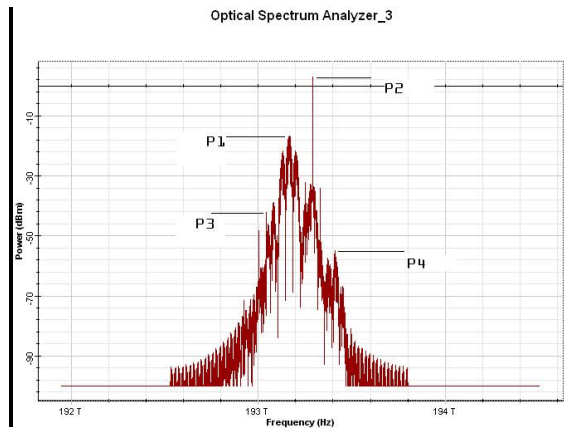 Optical Spectrum Analyzer_3
P2
-10
P1
-30
P3
-50
P4
-70
-90
Power (dBm)
192 T
193 T
194 T
Frequency (Hz)